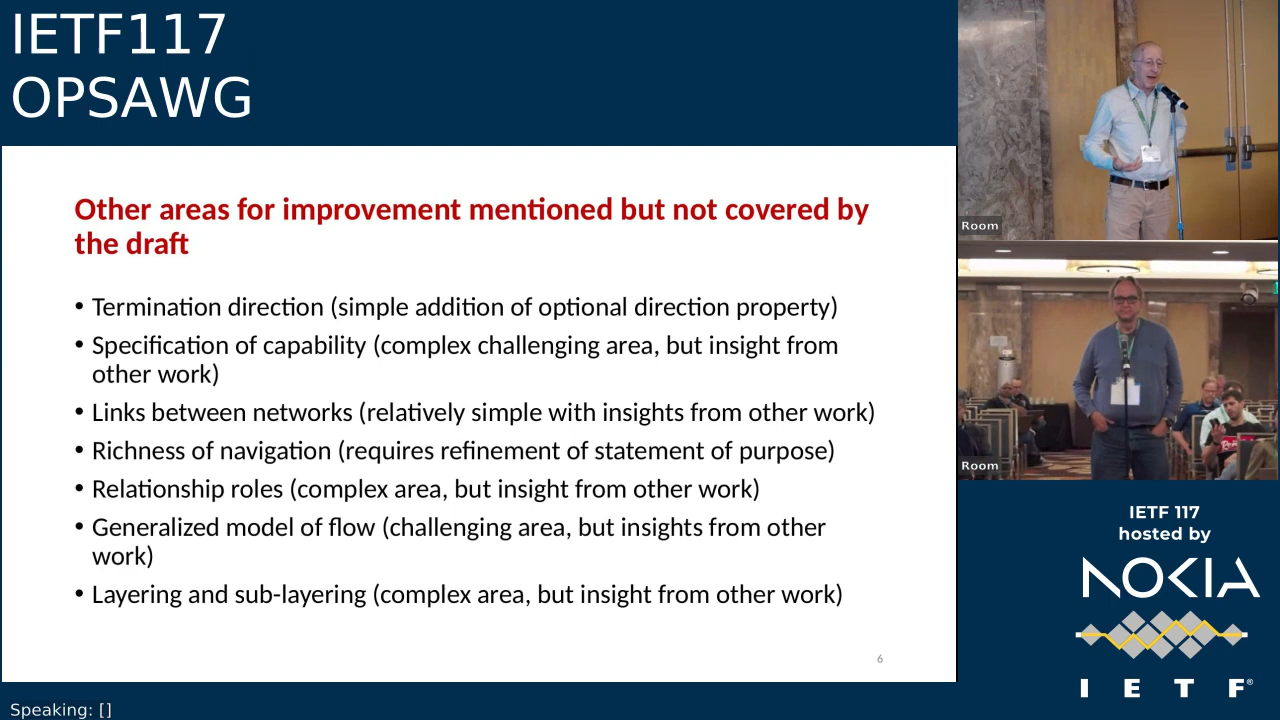 IETF117
OPSAWG
Other areas for improvement mentioned but not covered by
the draft
• Termination direction (simple addition of optional direction property)
• Specification of capability (complex challenging area, but insight from
other work)
• Links between networks (relatively simple with insights from other work)
• Richness of navigation (requires refinement of statement of purpose)
• Relationship roles (complex area, but insight from other work)
• Generalized model of flow (challenging area, but insights from other
work)
• Layering and sub-layering (complex area, but insight from other work)
6
Speaking: []
Room
Room
IETF 117
hosted by
NOKIA
I E T F®